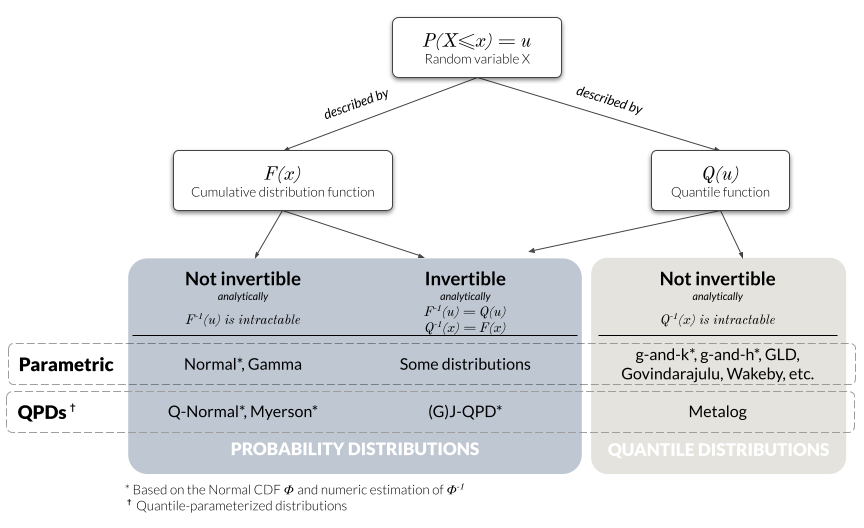 P(X⩽x) = u
Random variable X
described by
described by
F(x)
Cumulative distribution function
Q(u)
Quantile function
Not invertible
analytically
F⁻¹(u) is intractable
Invertible
analytically
F⁻¹(u) = Q(u)
Q⁻¹(x) = F(x)
Not invertible
analytically
Q⁻¹(x) is intractable
Parametric
Normal*, Gamma
Some distributions
g-and-k*, g-and-h*, GLD,
Govindarajulu, Wakeby, etc.
QPDs †
Q-Normal*, Myerson*
(G)J-QPD*
Metalog
PROBABILITY DISTRIBUTIONS
QUANTILE DISTRIBUTIONS
* Based on the Normal CDF Φ and numeric estimation of Φ⁻¹
† Quantile-parameterized distributions